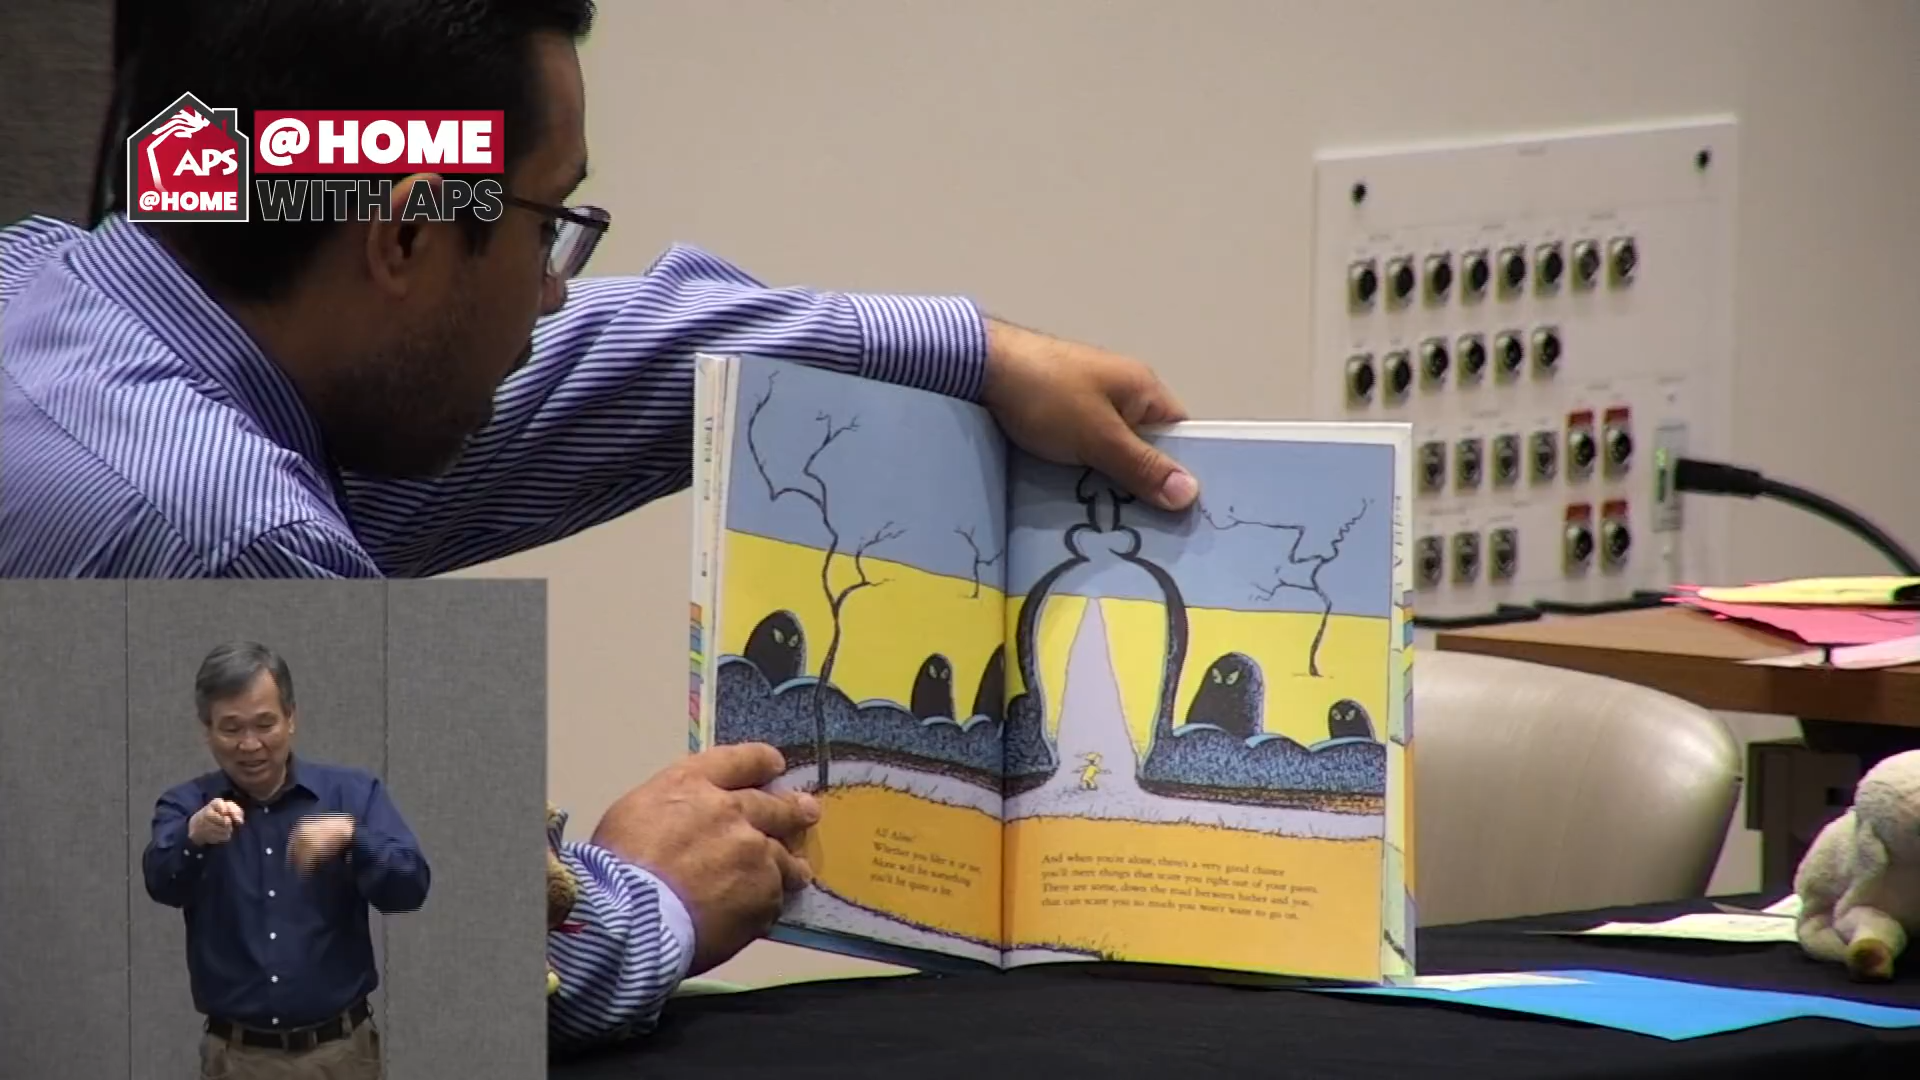 APS
@HOME
@HOME
WITH APS
All Alone!
Whether you like it or not,
Alone will be something
you'll be quite a lot.
And when you're alone, there's a very good chance
you'll meet things that scare you right out of your pants.
There are some, down the road between hither and yon,
that can scare you so much you won't want to go on.